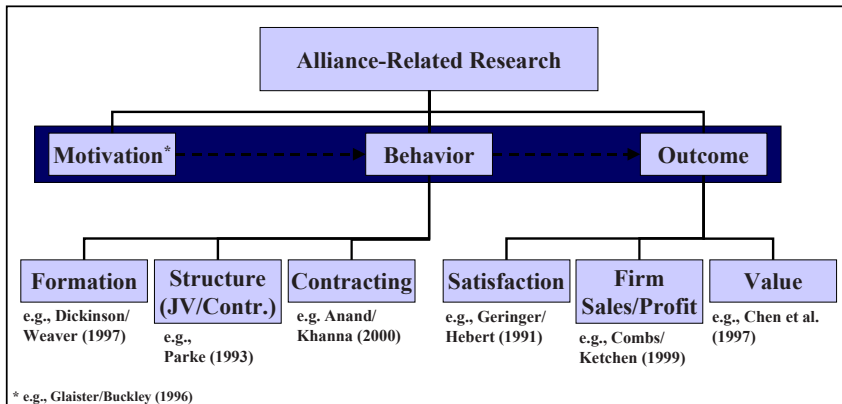 Alliance-Related Research
Motivation*
Behavior
Outcome
Formation
e.g., Dickinson/
Weaver (1997)
Structure
(JV/Contr.)
e.g.,
Parke (1993)
Contracting
e.g. Anand/
Khanna
(2000)
Satisfaction
e.g., Geringer/
Hebert
(1991)
Firm
Sales/Profit
e.g., Combs/
Ketchen
(1999)
Value
e.g., Chen et al.
(1997)
* e.g., Glaister/Buckley (1996)